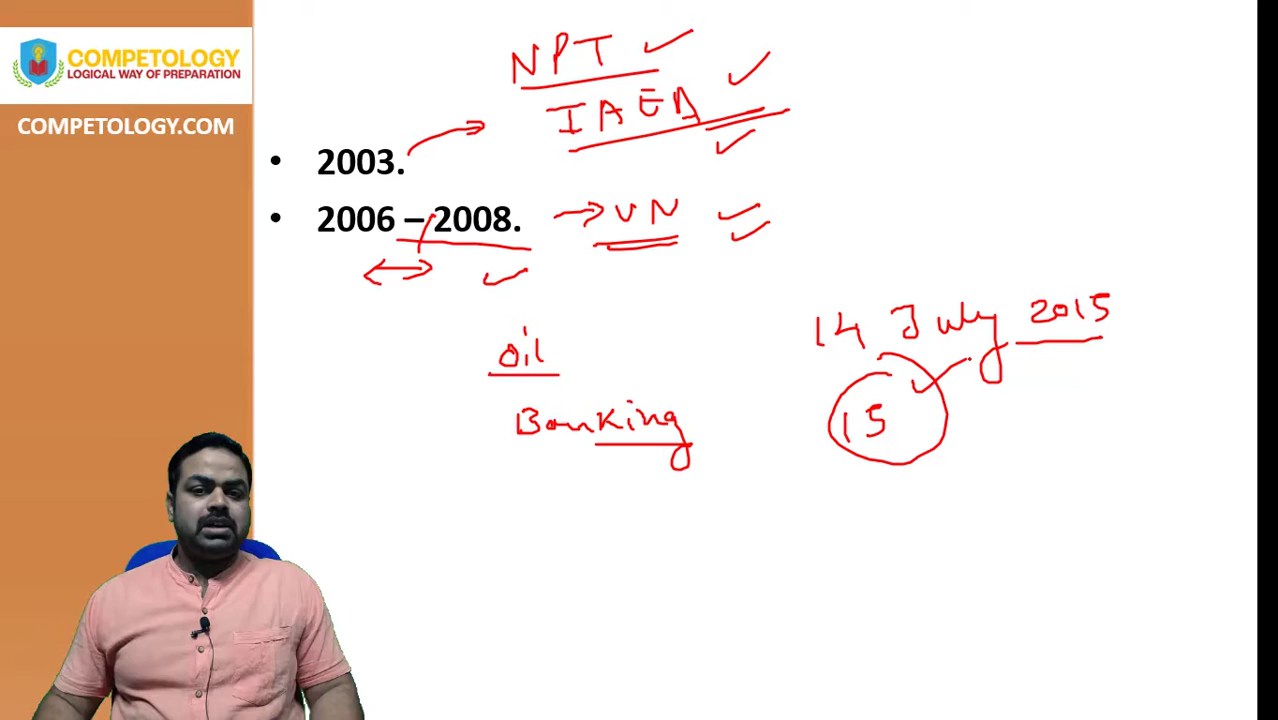 COMPETOLOGY
LOGICAL WAY OF PREPARATION
COMPETOLOGY.COM
NPT
IAEA
• 2003.
• 2006 – 2008.
UN
14 July 2015
oil
Banking
15